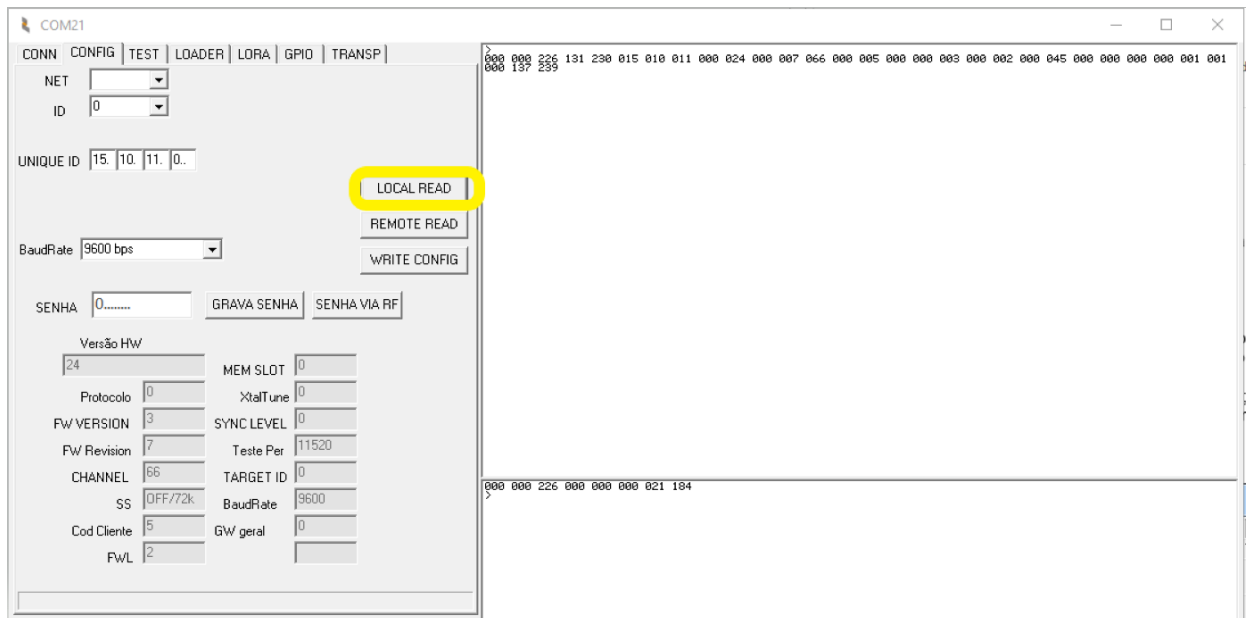 COM21
CONN CONFIG TEST LOADER LORA GPIO TRANSP
NET
ID 0
UNIQUE ID 15. 10. 11. 0..
LOCAL READ
REMOTE READ
BaudRate 9600 bps
WRITE CONFIG
SENHA 0........ GRAVA SENHA SENHA VIA RF
Versão HW
24
MEM SLOT 0
Protocolo 0 XtalTune 0
FW VERSION 3 SYNC LEVEL 0
FW Revision 7 Teste Per 11520
CHANNEL 66 TARGET ID 0
SS OFF/72k BaudRate 9600
Cod Cliente 5 GW geral 0
FWL 2
>
000 000 226 131 230 015 010 011 000 024 000 007 066 000 005 000 000 003 000 002 000 045 000 000 000 000 001 001
000 137 239
000 000 226 000 000 000 021 184
>